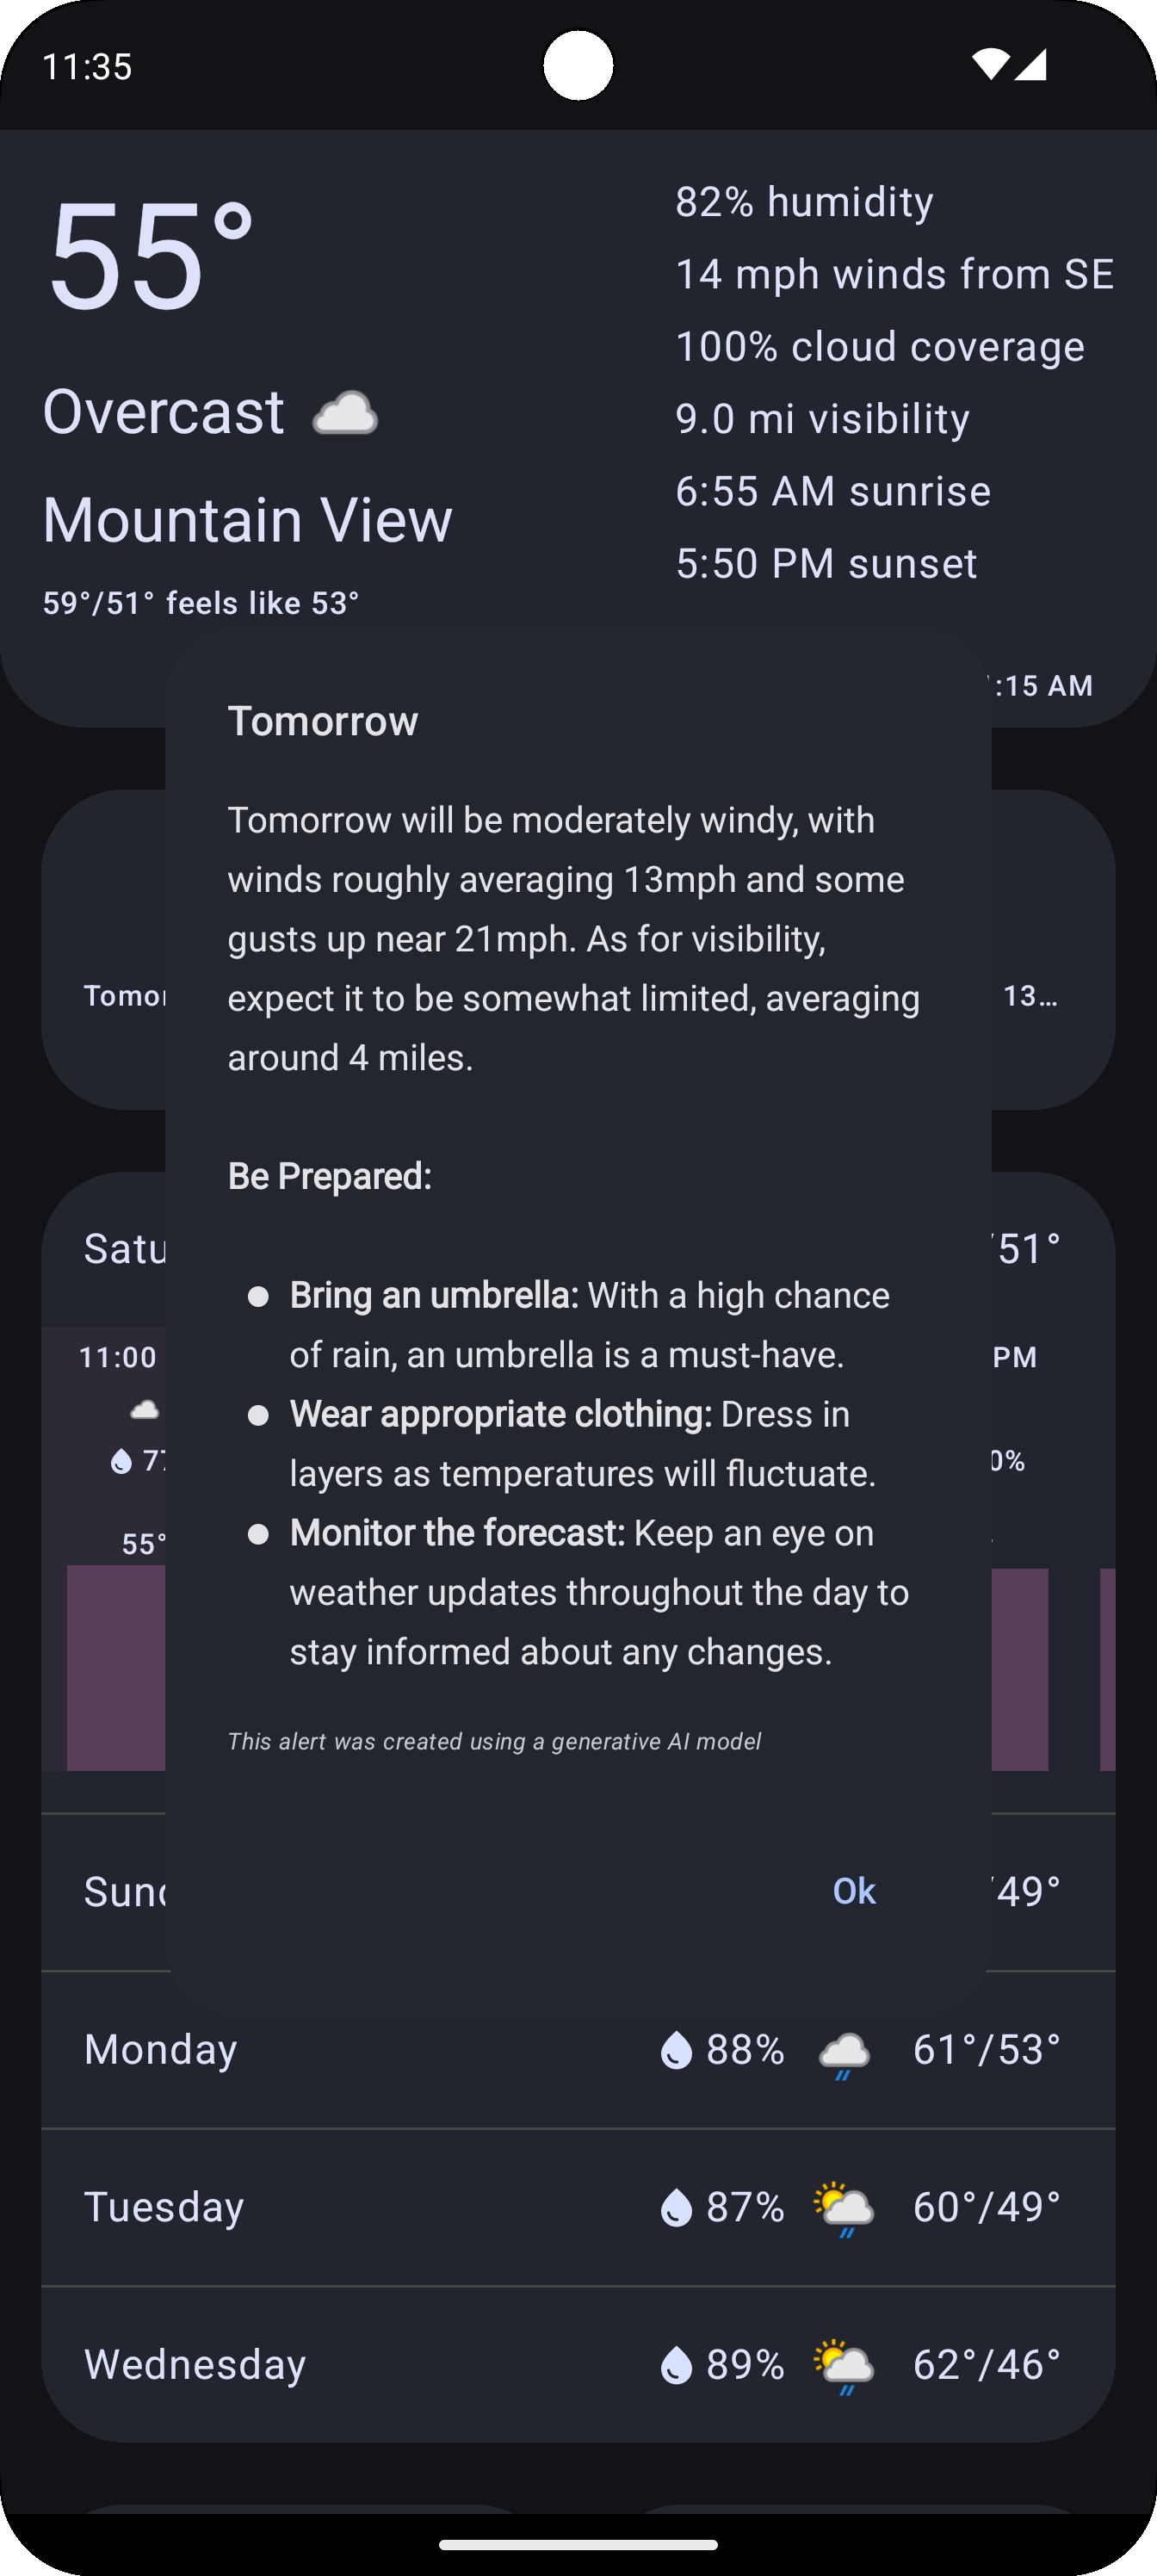 11:35
55°
Overcast
Mountain View
59°/51° feels like 53°
82% humidity
14 mph winds from SE
100% cloud coverage
9.0 mi visibility
6:55 AM sunrise
5:50 PM sunset
:15 AM
Tomorrow
Tomorrow will be moderately windy, with
winds roughly averaging 13mph and some
gusts up near 21mph. As for visibility,
expect it to be somewhat limited, averaging
around 4 miles.
13...
Be Prepared:
/51°
Bring an umbrella: With a high chance
of rain, an umbrella is a must-have.
11:00
PM
Wear appropriate clothing: Dress in
layers as temperatures will fluctuate.
0%
Monitor the forecast: Keep an eye on
55°
weather updates throughout the day to
stay informed about any changes.
This alert was created using a generative AI model
Ok
/49°
Monday 88% 61°/53°
Tuesday 87% 60°/49°
Wednesday 89% 62°/46°